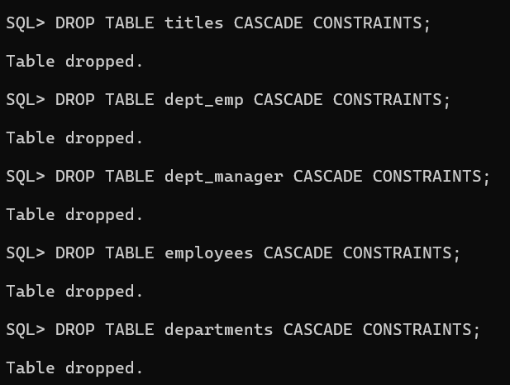 SQL> DROP TABLE titles CASCADE CONSTRAINTS;
Table dropped.
SQL> DROP TABLE dept_emp CASCADE CONSTRAINTS;
Table dropped.
SQL> DROP TABLE dept_manager CASCADE CONSTRAINTS;
Table dropped.
SQL> DROP TABLE employees CASCADE CONSTRAINTS;
Table dropped.
SQL> DROP TABLE departments CASCADE CONSTRAINTS;
Table dropped.